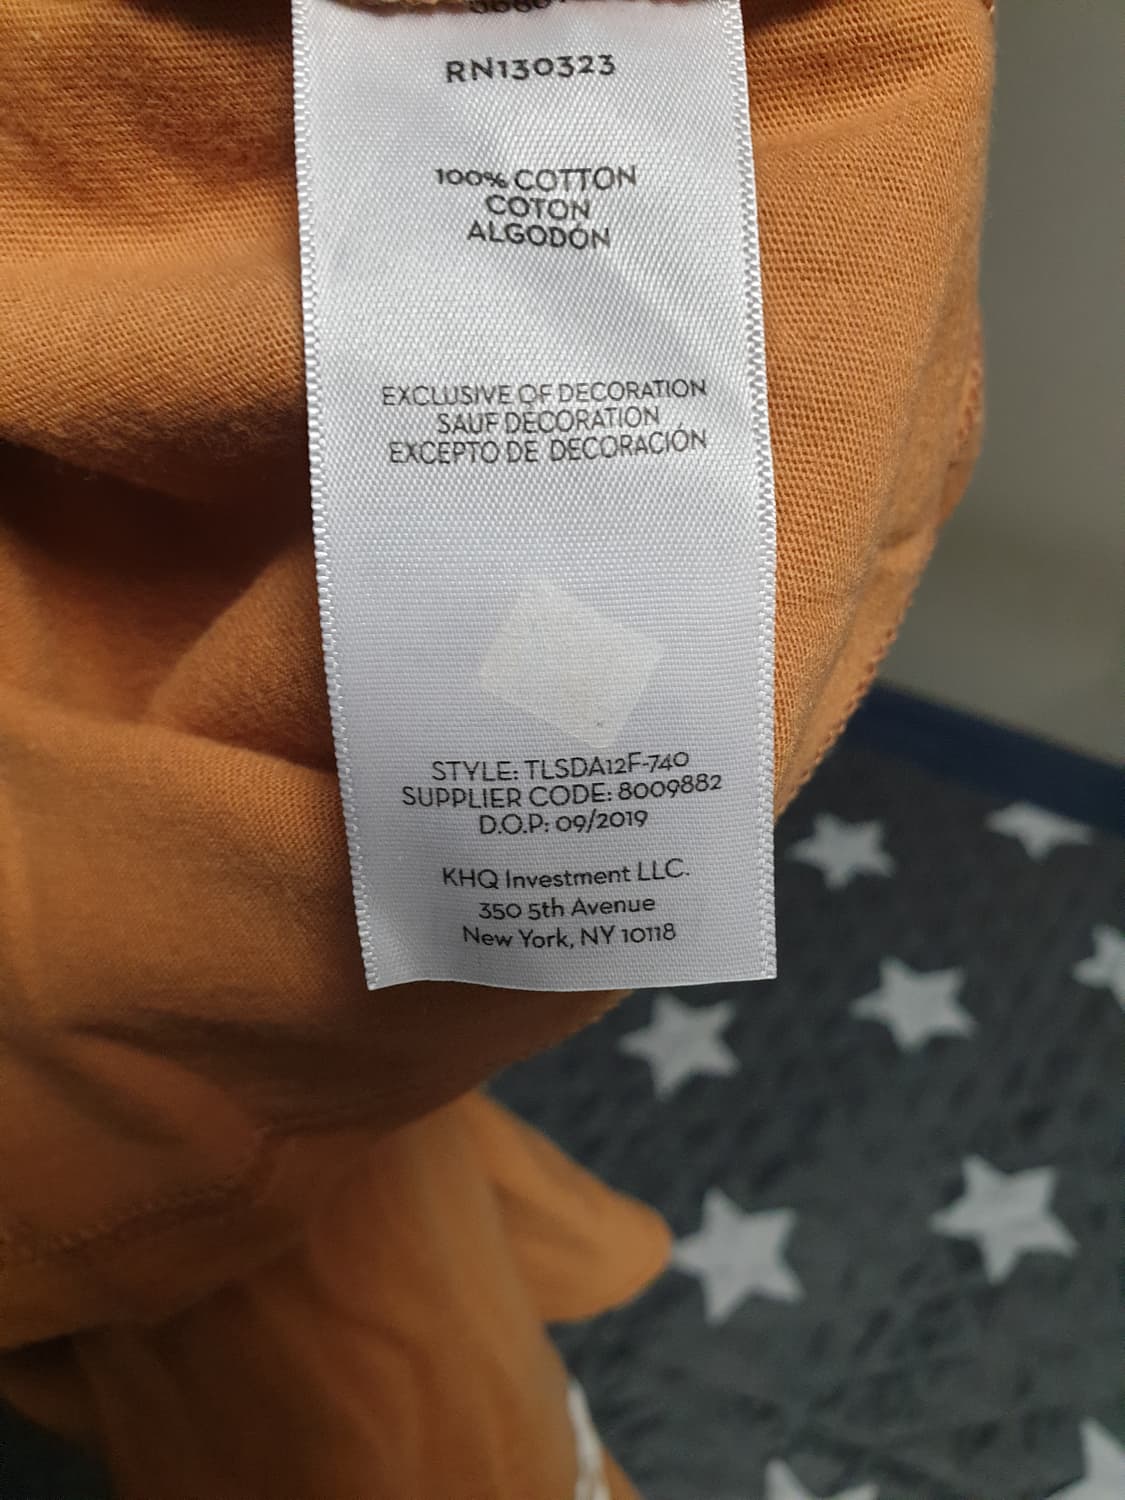 RN130323
100% COTTON
COTON
ALGODÓN
EXCLUSIVE OF DECORATION
SAUF DÉCORATION
EXCEPTO DE DECORACIÓN
STYLE: TLSDA12F-740
SUPPLIER CODE: 8009882
D.O.P: 09/2019
KHQ Investment LLC.
350 5th Avenue
New York, NY 10118